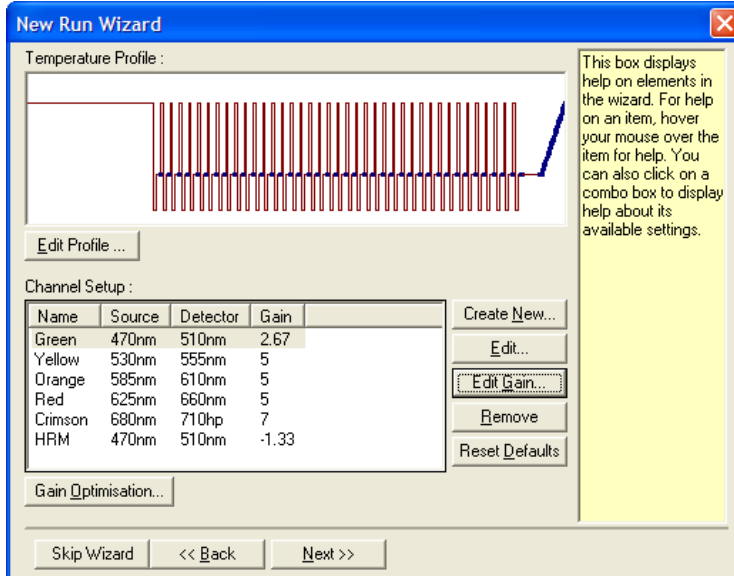 New Run Wizard
Temperature Profile :
This box displays
help on elements in
the wizard. For help
on an item, hover
your mouse over the
item for help. You
can also click on a
combo box to display
help about its
available settings.
Edit Profile ...
Channel Setup :
Name Source Detector Gain
Green 470nm 510nm 2.67
Yellow 530nm 555nm 5
Orange 585nm 610nm 5
Red 625nm 660nm 5
Crimson 680nm 710hp 7
HRM 470nm 510nm -1.33
Create New...
Edit...
Edit Gain...
Remove
Reset Defaults
Gain Optimisation...
Skip Wizard << Back Next >>